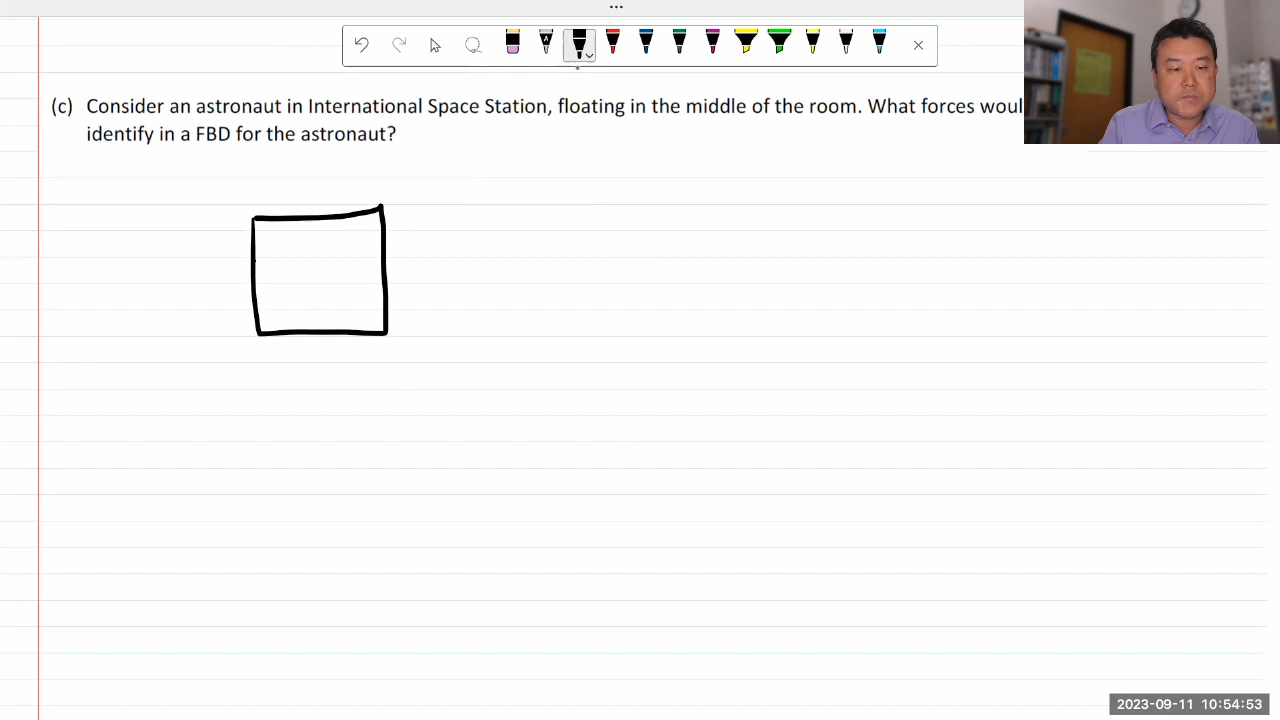 (c) Consider an astronaut in International Space Station, floating in the middle of the room. What forces
identify in a FBD for the astronaut?
2023-09-11 10:54:53